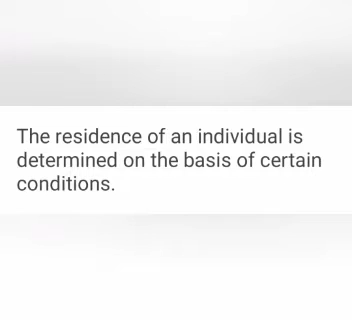 The residence of an individual is
determined on the basis of certain
conditions.